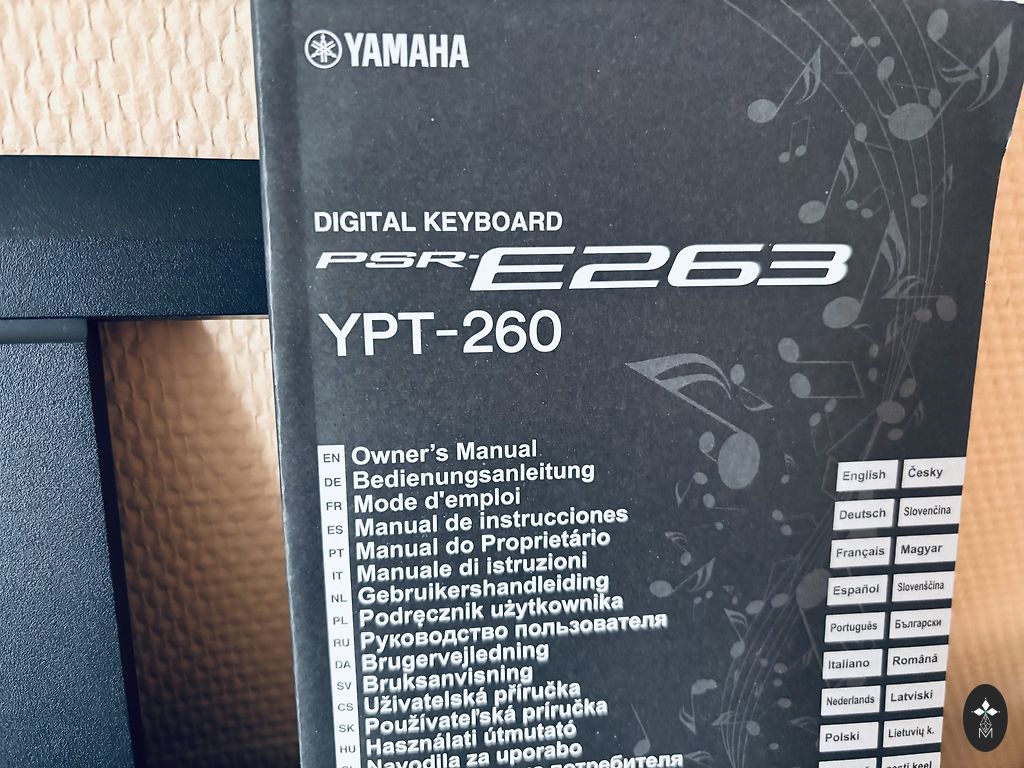 YAMAHA
DIGITAL KEYBOARD
PSR-E263
YPT-260
EN Owner's Manual
DE Bedienungsanleitung
FR Mode d'emploi
ES Manual de instrucciones
PT Manual do Proprietário
IT Manuale di istruzioni
NL Gebruikershandleiding
PL Podręcznik użytkownika
RU Руководство пользователя
DA Brugervejledning
SV Bruksanvisning
CS Uživatelská příručka
SK Používateľská príručka
HU Használati útmutató
Navodila za uporabo
потребителя
English Česky
Deutsch Slovenčina
Français Magyar
Español Slovenščina
Português Български
Italiano Română
Nederlands Latviski
Polski Lietuvių k.
eesti keel
M